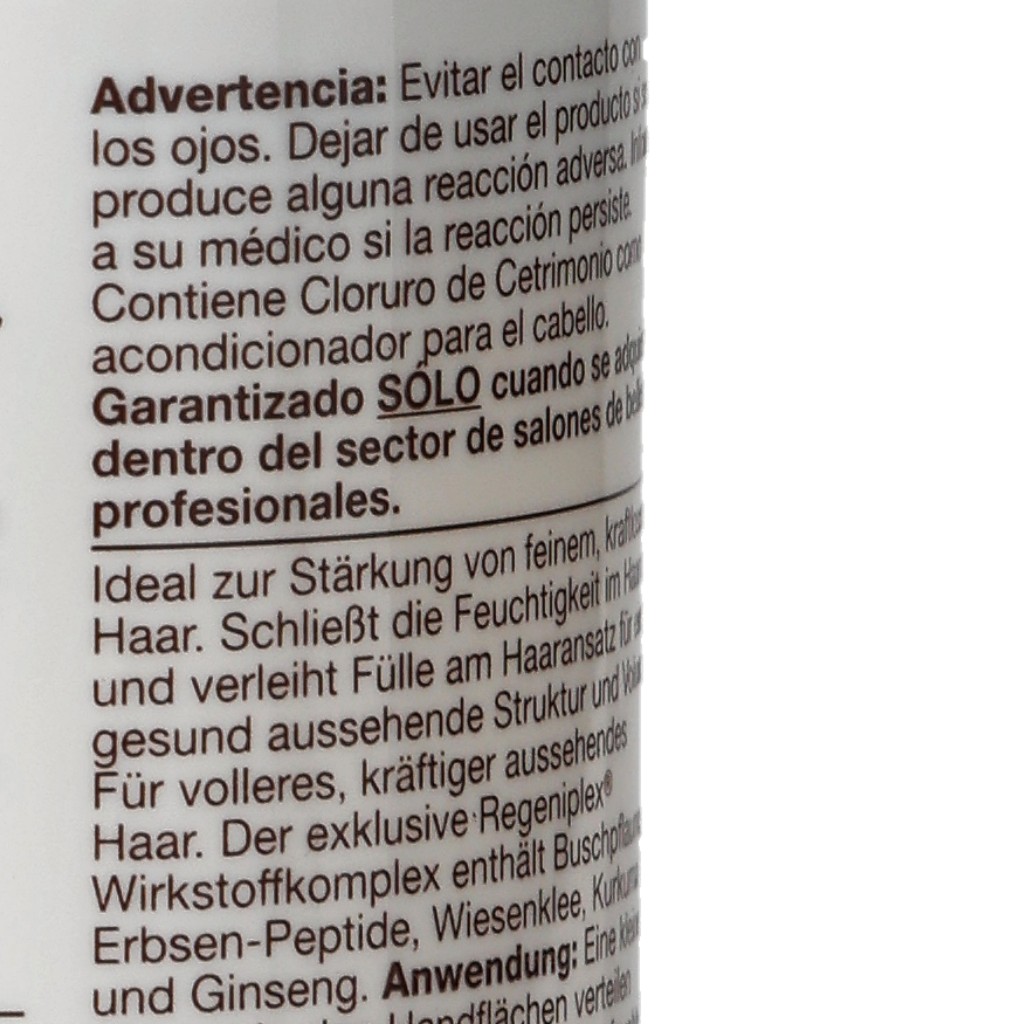 Advertencia: Evitar el contacto con
los ojos. Dejar de usar el producto si
produce alguna reacción adversa.
a su médico si la reacción persiste.
Contiene Cloruro de Cetrimonio como
acondicionador para el cabello.
Garantizado SÓLO cuando se
dentro del sector de salones de
profesionales.
Ideal zur Stärkung von feinem,
Haar. Schließt die Feuchtigkeit im
und verleiht Fülle am Haaransatz für
gesund aussehende Struktur und
Für volleres, kräftiger aussehendes
Haar. Der exklusive Regeniplex®
Wirkstoffkomplex enthält
Erbsen-Peptide, Wiesenklee,
und Ginseng. Anwendung: Eine
Handflächen verteilen